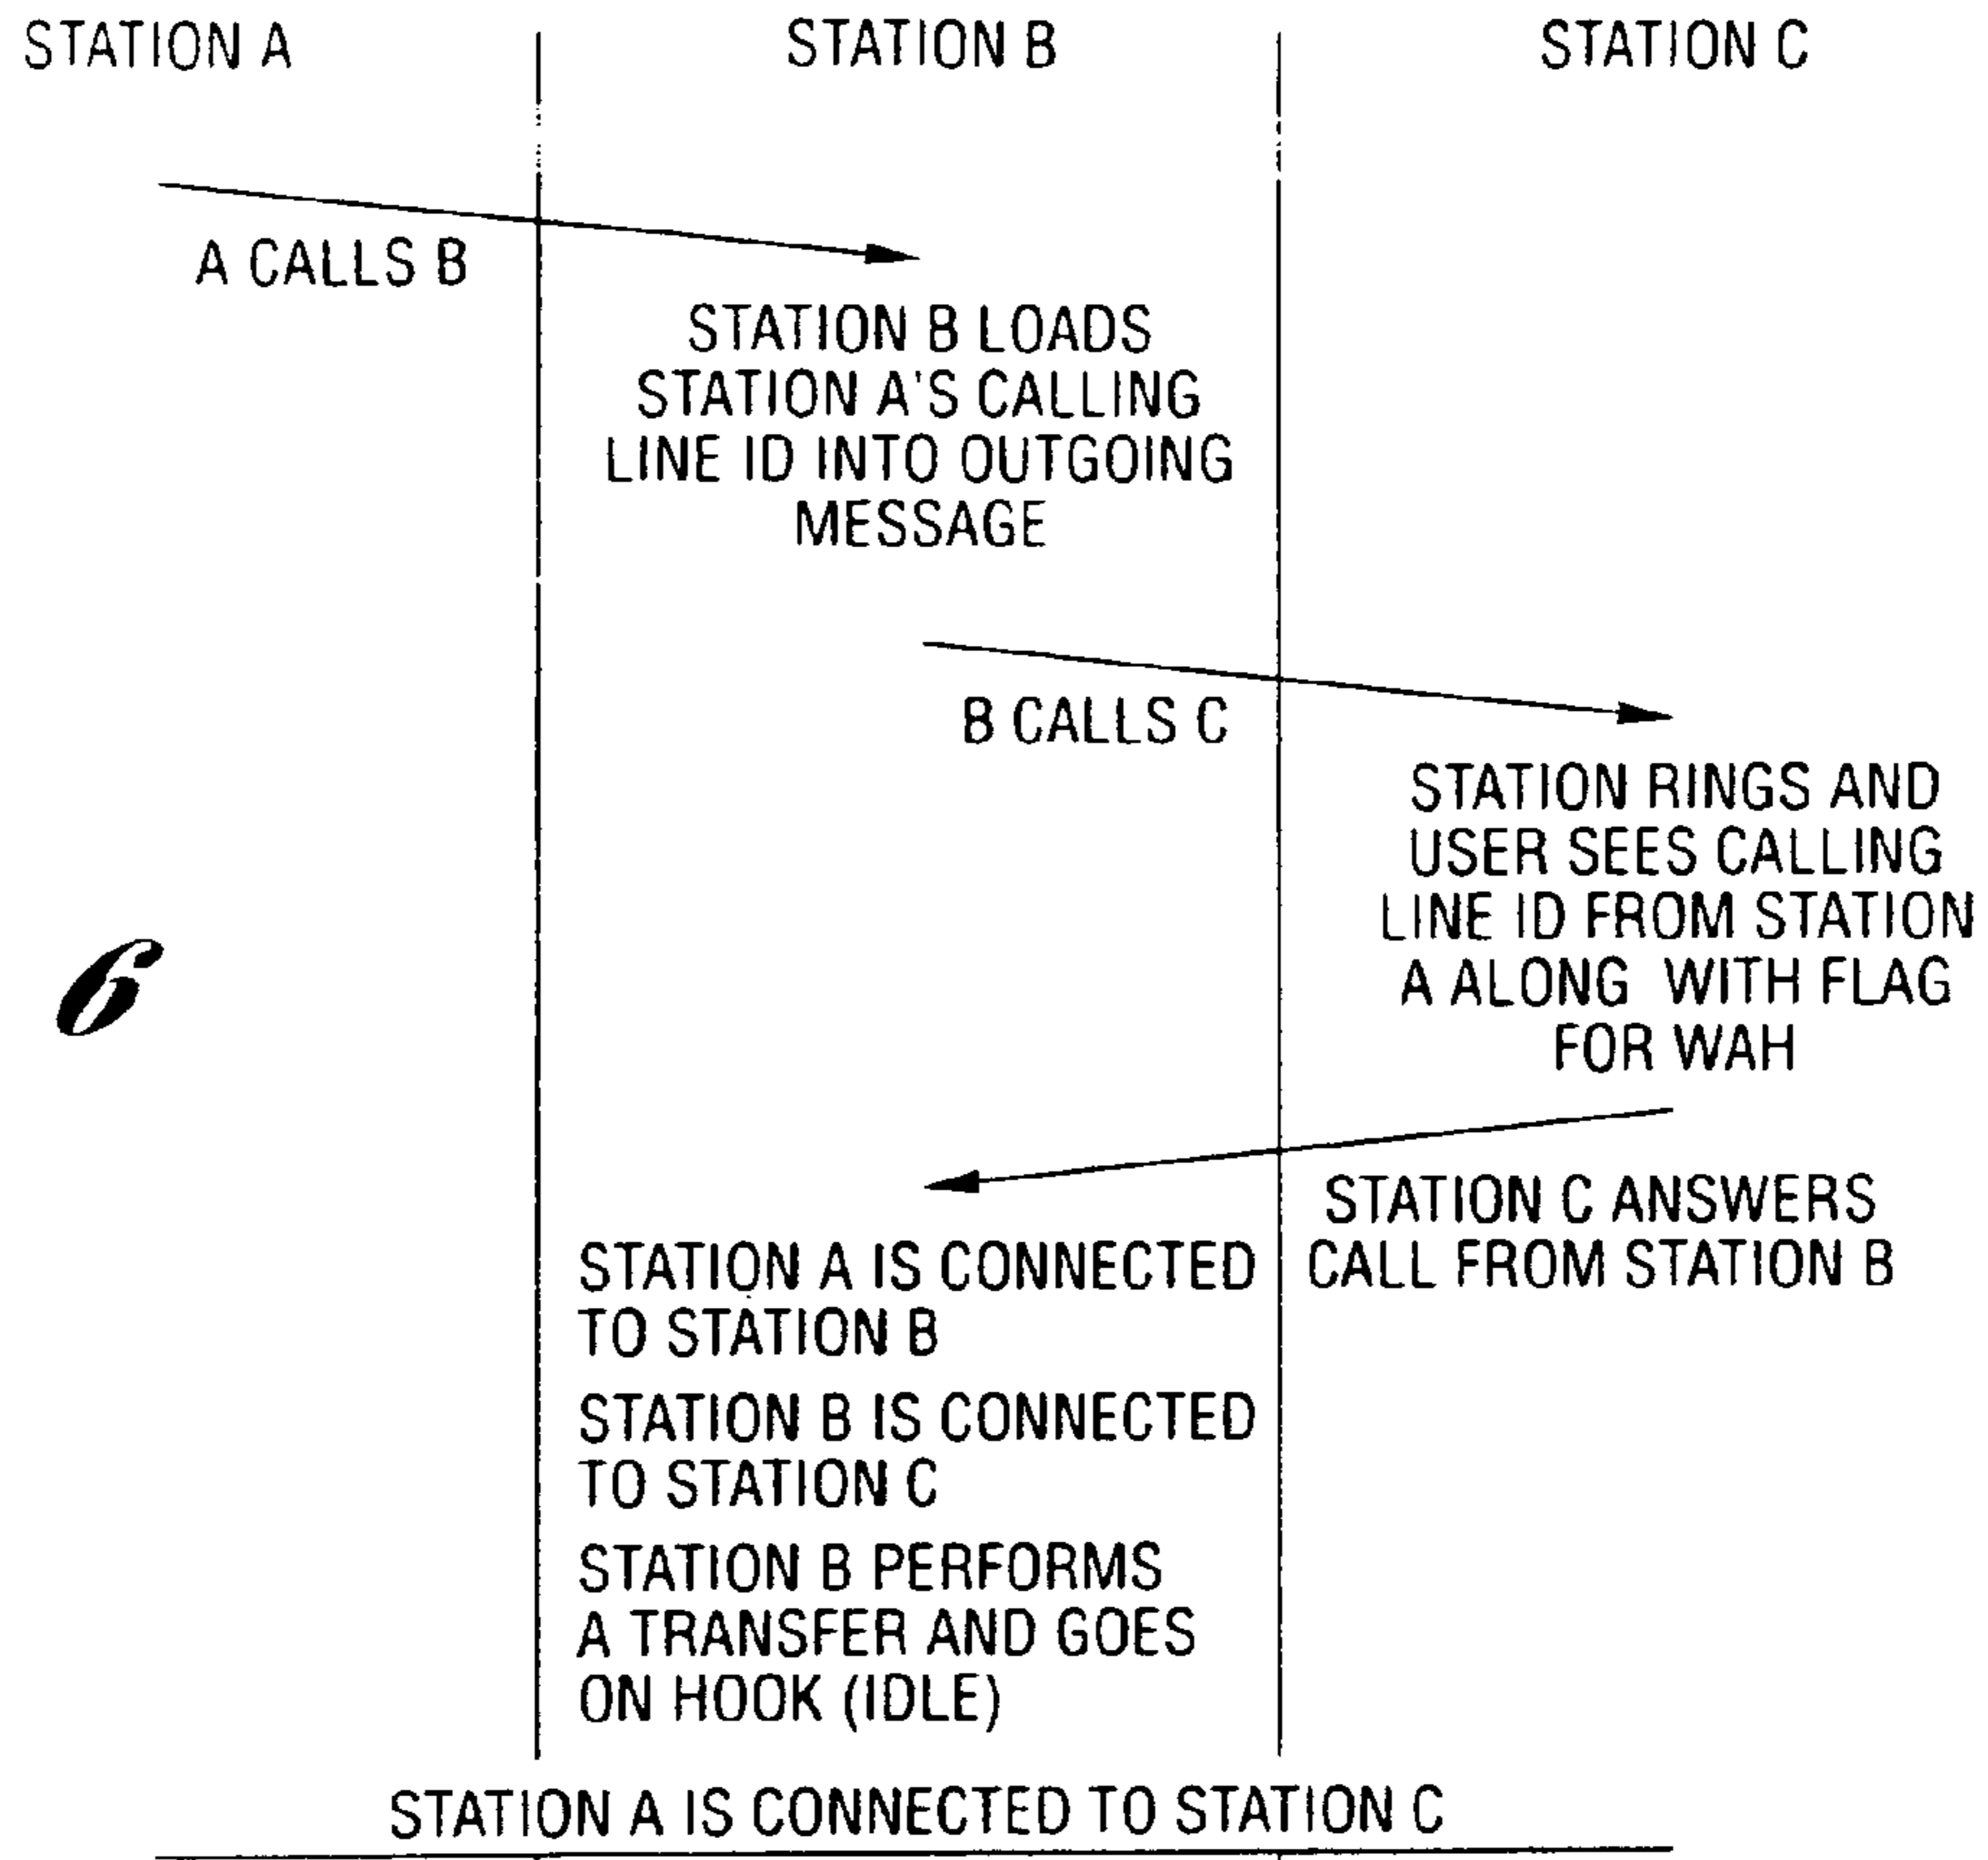 STATION A
STATION B
STATION C
A CALLS B
STATION B LOADS
STATION A'S CALLING
LINE ID INTO OUTGOING
MESSAGE
B CALLS C
STATION RINGS AND
USER SEES CALLING
LINE ID FROM STATION
A ALONG WITH FLAG
FOR WAH
6
STATION C ANSWERS
CALL FROM STATION B
STATION A IS CONNECTED
TO STATION B
STATION B IS CONNECTED
TO STATION C
STATION B PERFORMS
A TRANSFER AND GOES
ON HOOK (IDLE)
STATION A IS CONNECTED TO STATION C